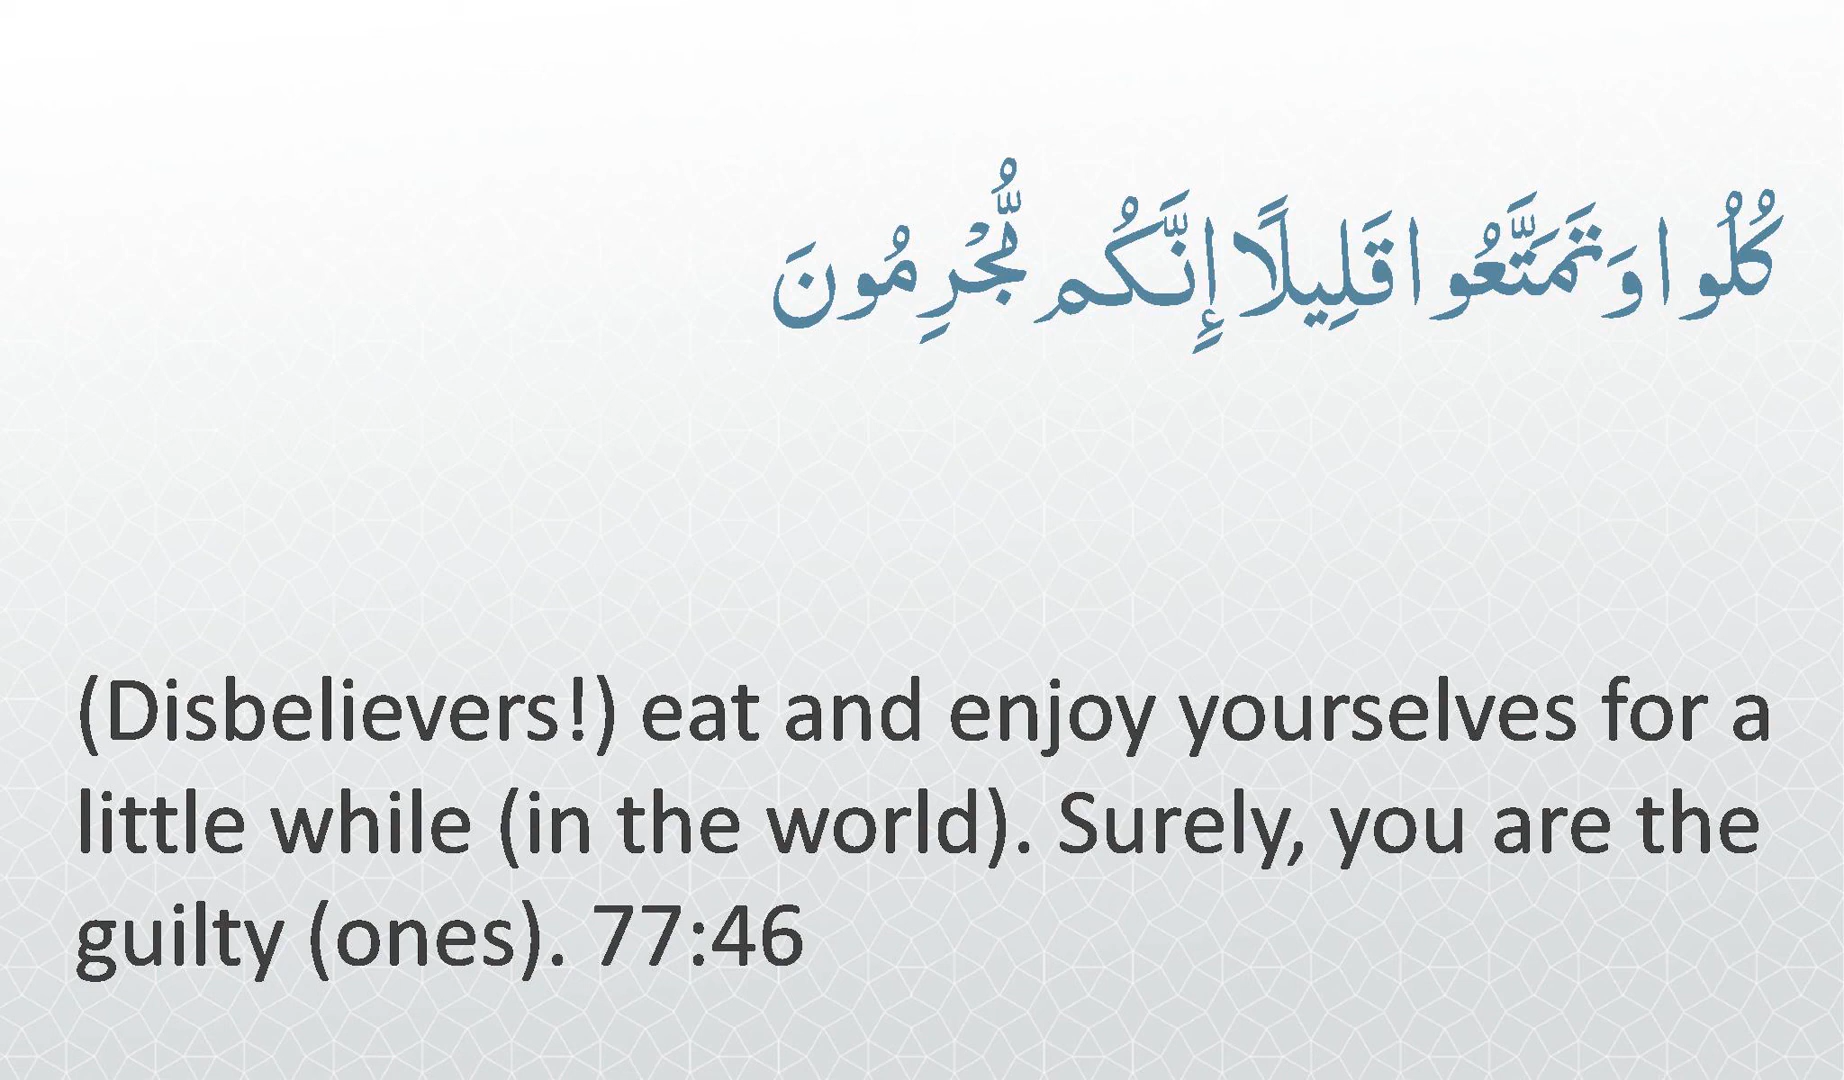 كُلُوا وَتَمَتَّعُوا قَلِيلًا إِنَّكُم مُّجْرِمُونَ
(Disbelievers!) eat and enjoy yourselves for a
little while (in the world). Surely, you are the
guilty (ones). 77:46